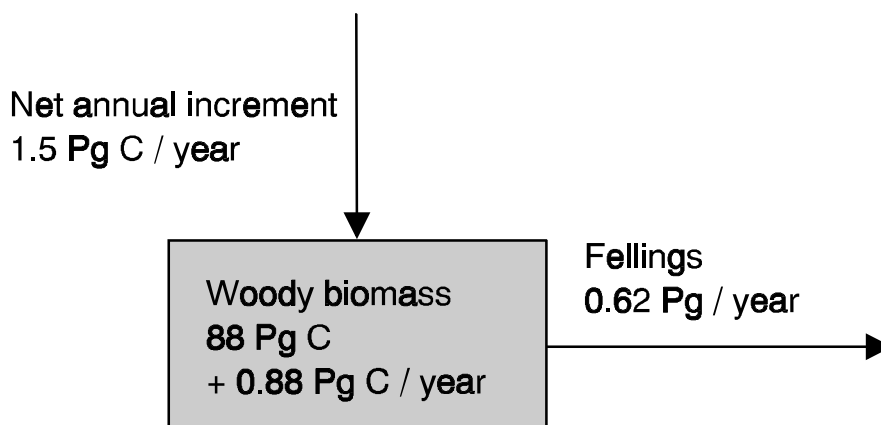 Net annual increment
1.5 Pg C / year
Woody biomass
88 Pg C
+ 0.88 Pg C / year
Fellings
0.62 Pg / year